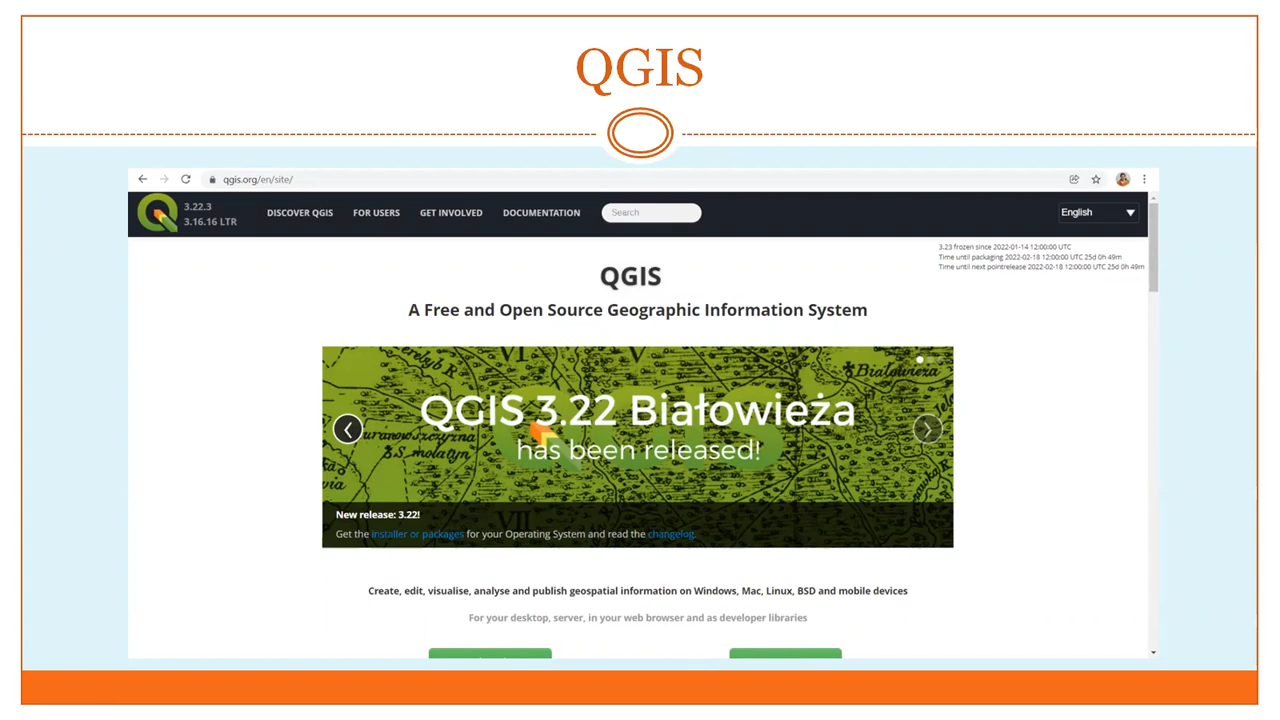 QGIS
qgis.org/en/site/
3.22.3
3.16.16 LTR
DISCOVER QGIS FOR USERS GET INVOLVED DOCUMENTATION Search English
3.23 frozen since 2022-01-14 12:00:00 UTC
Time until packaging 2022-02-18 12:00:00 UTC 25d 0h 49m
Time until next pointrelease 2022-02-18 12:00:00 UTC 25d 0h 49m
QGIS
A Free and Open Source Geographic Information System
VI V
Białowieża
QGIS 3.22 Białowieża
has been released!
VII
New release: 3.22!
Get the installer or packages for your Operating System and read the changelog.
Create, edit, visualise, analyse and publish geospatial information on Windows, Mac, Linux, BSD and mobile devices
For your desktop, server, in your web browser and as developer libraries